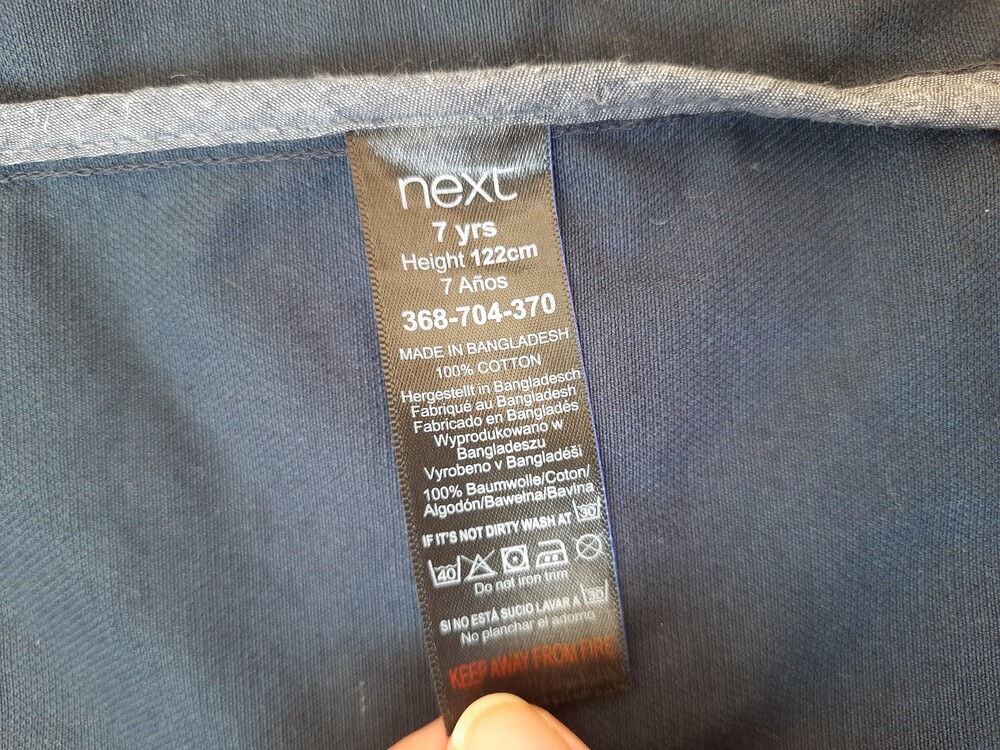 next
7 yrs
Height 122cm
7 Años
368-704-370
MADE IN BANGLADESH
100% COTTON
Hergestellt in Bangladesch
Fabriqué au Bangladesh
Fabricado en Bangladés
Wyprodukowano w
Bangladeszu
Vyrobeno v Bangladéši
100% Baumwolle/Coton/
Algodón/Bawełna/Bavlna
IF IT'S NOT DIRTY WASH AT 30
40
Do not iron trim
SI NO ESTÁ SUCIO LAVAR A 30
No planchar el adorno
KEEP AWAY FROM FIRE